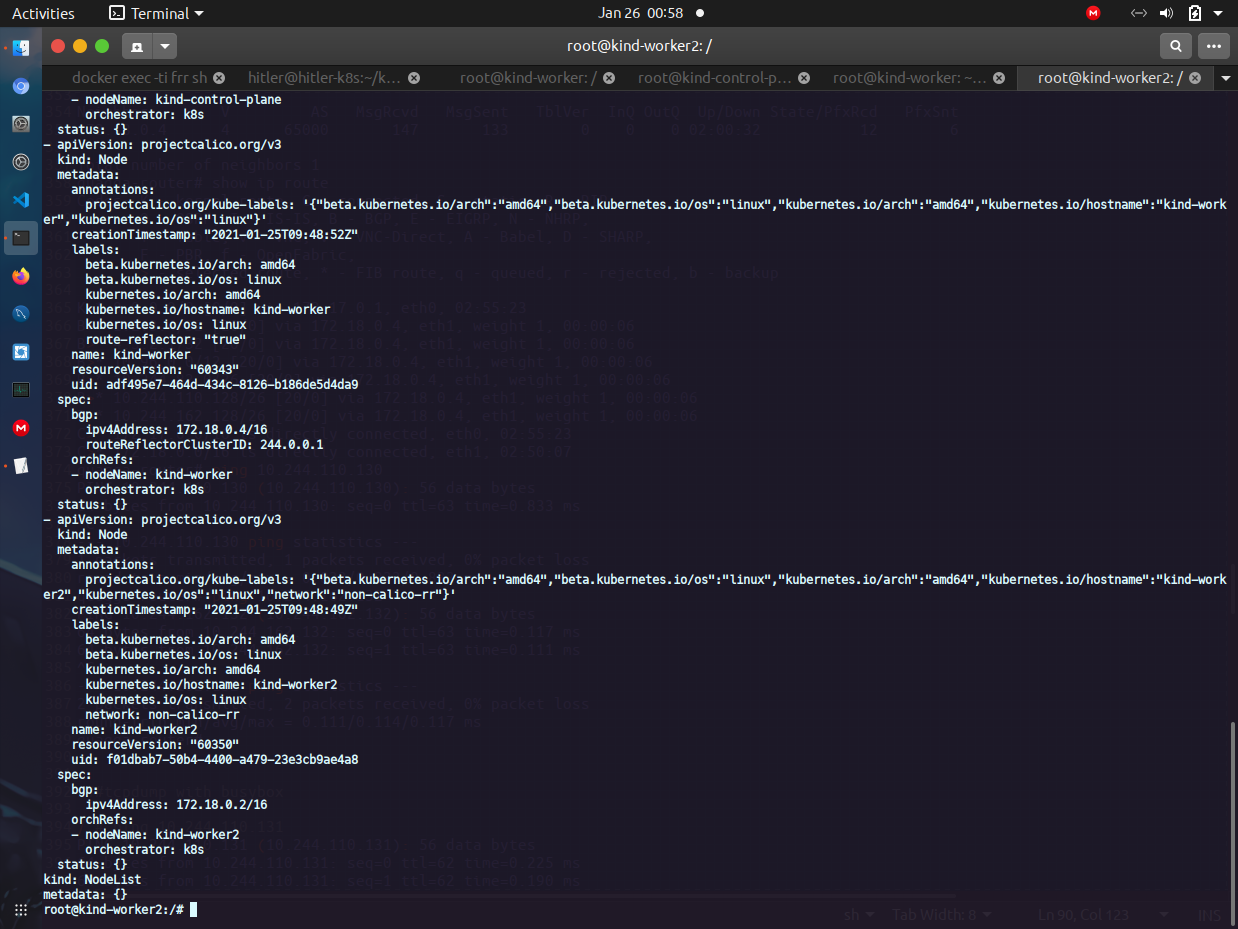 Activities Terminal Jan 26 00:58
root@kind-worker2: /
docker exec -ti frr sh hitler@hitler-k8s:~/k... root@kind-worker: / root@kind-control-p... root@kind-worker: ~... root@kind-worker2: /
- nodeName: kind-control-plane
orchestrator: k8s
status: {}
- apiVersion: projectcalico.org/v3
kind: Node
metadata:
annotations:
projectcalico.org/kube-labels: '{"beta.kubernetes.io/arch":"amd64","beta.kubernetes.io/os":"linux","kubernetes.io/arch":"amd64","kubernetes.io/hostname":"kind-work
er","kubernetes.io/os":"linux"}'
creationTimestamp: "2021-01-25T09:48:52Z"
labels:
beta.kubernetes.io/arch: amd64
beta.kubernetes.io/os: linux
kubernetes.io/arch: amd64
kubernetes.io/hostname: kind-worker
kubernetes.io/os: linux
route-reflector: "true"
name: kind-worker
resourceVersion: "60343"
uid: adf495e7-464d-434c-8126-b186de5d4da9
spec:
bgp:
ipv4Address: 172.18.0.4/16
routeReflectorClusterID: 244.0.0.1
orchRefs:
- nodeName: kind-worker
orchestrator: k8s
status: {}
- apiVersion: projectcalico.org/v3
kind: Node
metadata:
annotations:
projectcalico.org/kube-labels: '{"beta.kubernetes.io/arch":"amd64","beta.kubernetes.io/os":"linux","kubernetes.io/arch":"amd64","kubernetes.io/hostname":"kind-work
er2","kubernetes.io/os":"linux","network":"non-calico-rr"}'
creationTimestamp: "2021-01-25T09:48:49Z"
labels:
beta.kubernetes.io/arch: amd64
beta.kubernetes.io/os: linux
kubernetes.io/arch: amd64
kubernetes.io/hostname: kind-worker2
kubernetes.io/os: linux
network: non-calico-rr
name: kind-worker2
resourceVersion: "60350"
uid: f01dbab7-50b4-4400-a479-23e3cb9ae4a8
spec:
bgp:
ipv4Address: 172.18.0.2/16
orchRefs:
- nodeName: kind-worker2
orchestrator: k8s
status: {}
kind: NodeList
metadata: {}
root@kind-worker2:/#
sh Tab Width: 8 Ln 90, Col 123 INS